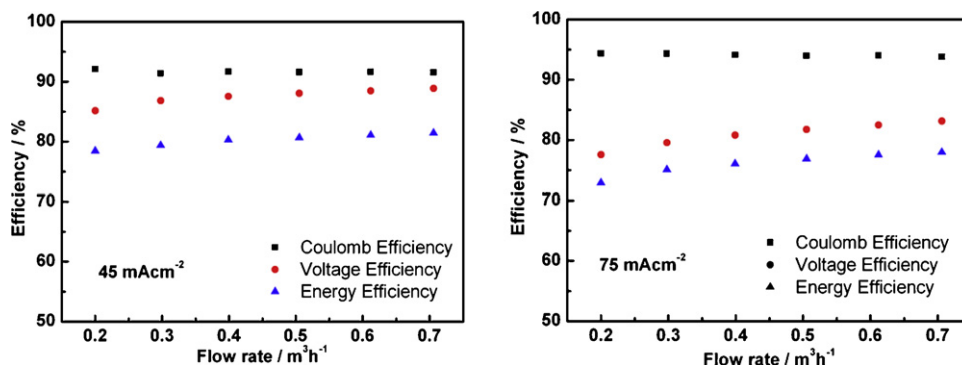 100
90
80
70
60
50
Efficiency / %
Coulomb Efficiency
Voltage Efficiency
Energy Efficiency
45 mAcm⁻²
0.2 0.3 0.4 0.5 0.6 0.7
Flow rate / m³h⁻¹
100
90
80
70
60
50
Efficiency / %
Coulomb Efficiency
Voltage Efficiency
Energy Efficiency
75 mAcm⁻²
0.2 0.3 0.4 0.5 0.6 0.7
Flow rate / m³h⁻¹